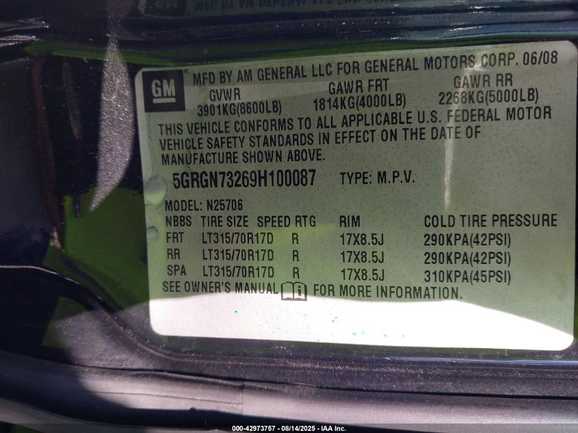 GM
MFD BY AM GENERAL LLC FOR GENERAL MOTORS CORP. 06/08
GVWR GAWR FRT GAWR RR
3901KG(8600LB) 1814KG(4000LB) 2268KG(5000LB)
THIS VEHICLE CONFORMS TO ALL APPLICABLE U.S. FEDERAL MOTOR
VEHICLE SAFETY STANDARDS IN EFFECT ON THE DATE OF
MANUFACTURE SHOWN ABOVE.
5GRGN73269H100087 TYPE: M.P.V.
MODEL: N25706
NBBS TIRE SIZE SPEED RTG RIM COLD TIRE PRESSURE
FRT LT315/70R17D R 17X8.5J 290KPA(42PSI)
RR LT315/70R17D R 17X8.5J 290KPA(42PSI)
SPA LT315/70R17D R 17X8.5J 310KPA(45PSI)
SEE OWNER'S MANUAL FOR MORE INFORMATION.
000-42973757 - 08/14/2025 - IAA Inc.